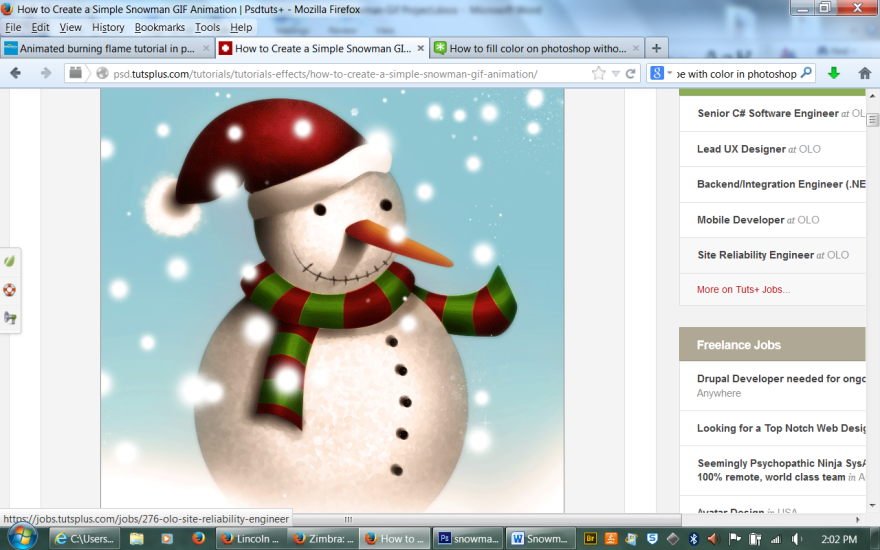 How to Create a Simple Snowman GIF Animation | Psdtuts+ - Mozilla Firefox
File Edit View History Bookmarks Tools Help
Animated burning flame tutorial in p...
How to Create a Simple Snowman GI...
How to fill color on photoshop witho...
psd.tutsplus.com/tutorials/tutorials-effects/how-to-create-a-simple-snowman-gif-animation/
pe with color in photoshop
Senior C# Software Engineer at OL
Lead UX Designer at OLO
Backend/Integration Engineer (.NE
Mobile Developer at OLO
Site Reliability Engineer at OLO
More on Tuts+ Jobs...
Freelance Jobs
Drupal Developer needed for ongo
Anywhere
Looking for a Top Notch Web Desig
Seemingly Psychopathic Ninja SysA
100% remote, world class team in A
Avatar Design in USA
https://jobs.tutsplus.com/jobs/276-olo-site-reliability-engineer
C:\Users...
Lincoln ...
Zimbra: ...
How to ...
snowma...
Snowm...
2:02 PM